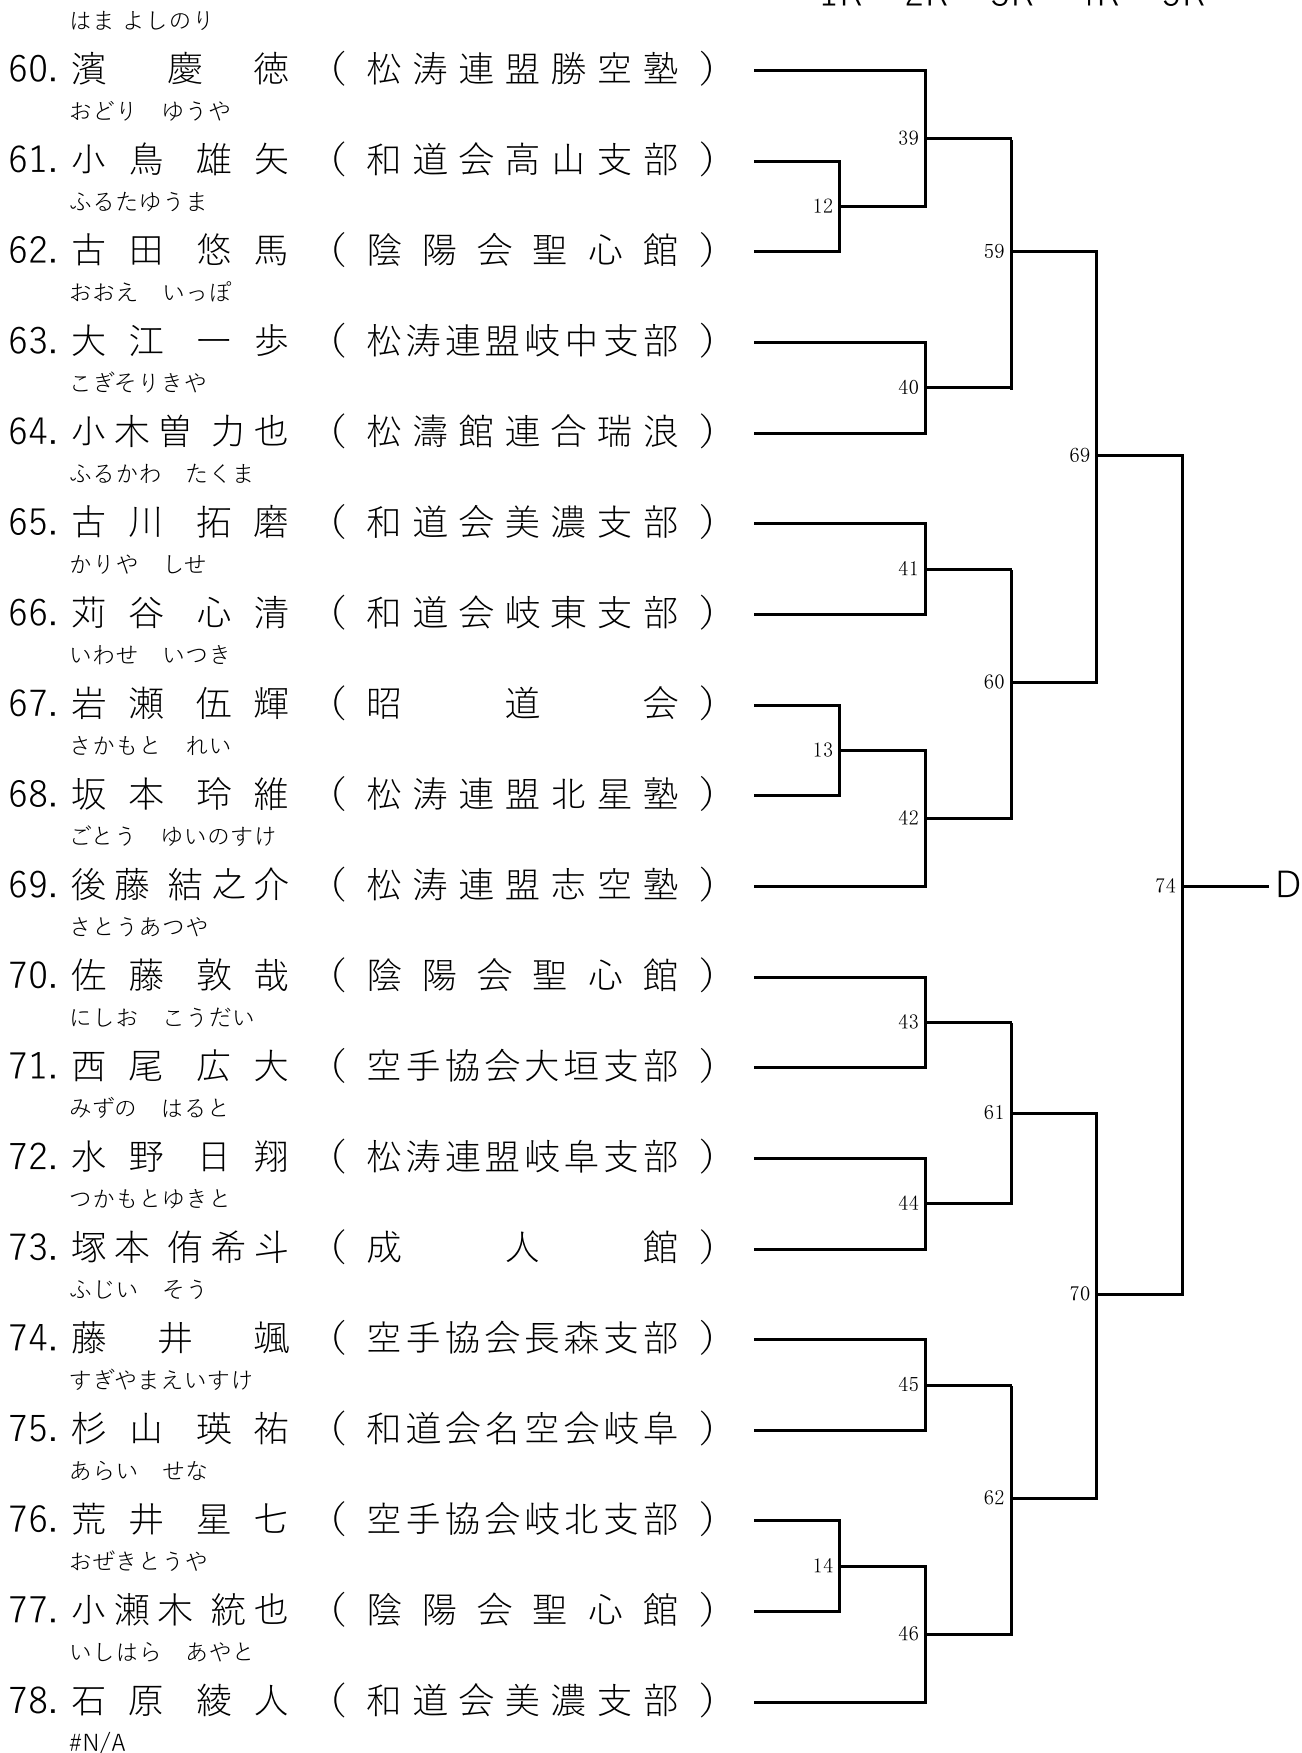 はま よしのり
60. 濱 慶 徳 ( 松涛連盟勝空塾 ) 
おどり ゆうや
61. 小鳥 雄矢 ( 和道会高山支部 )
ふるたゆうま
62. 古田 悠馬 ( 陰陽会聖心館 )
おおえ いっぽ
63. 大江 一歩 ( 松涛連盟岐中支部 )
こぎそりきや
64. 小木曽 力也 ( 松濤館連合瑞浪 )
ふるかわ たくま
65. 古川 拓磨 ( 和道会美濃支部 )
かりや しせ
66. 苅谷 心清 ( 和道会岐東支部 )
いわせ いつき
67. 岩瀬 伍輝 ( 昭道会 )
さかもと れい
68. 坂本 玲維 ( 松涛連盟北星塾 )
ごとう ゆいのすけ
69. 後藤 結之介 ( 松涛連盟志空塾 )
さとうあつや
70. 佐藤 敦哉 ( 陰陽会聖心館 )
にしお こうだい
71. 西尾 広大 ( 空手協会大垣支部 )
みずの はると
72. 水野 日翔 ( 松涛連盟岐阜支部 )
つかもとゆきと
73. 塚本 侑希斗 ( 成人館 )
ふじい そう
74. 藤井 颯 ( 空手協会長森支部 )
すぎやまえいすけ
75. 杉山 瑛祐 ( 和道会名空会岐阜 )
あらい せな
76. 荒井 星七 ( 空手協会岐北支部 )
おぜきとうや
77. 小瀬木 統也 ( 陰陽会聖心館 )
いしはら あやと
78. 石原 綾人 ( 和道会美濃支部 )
#N/A
12
13
14
39
40
41
42
43
44
45
46
59
60
61
62
69
70
74
D